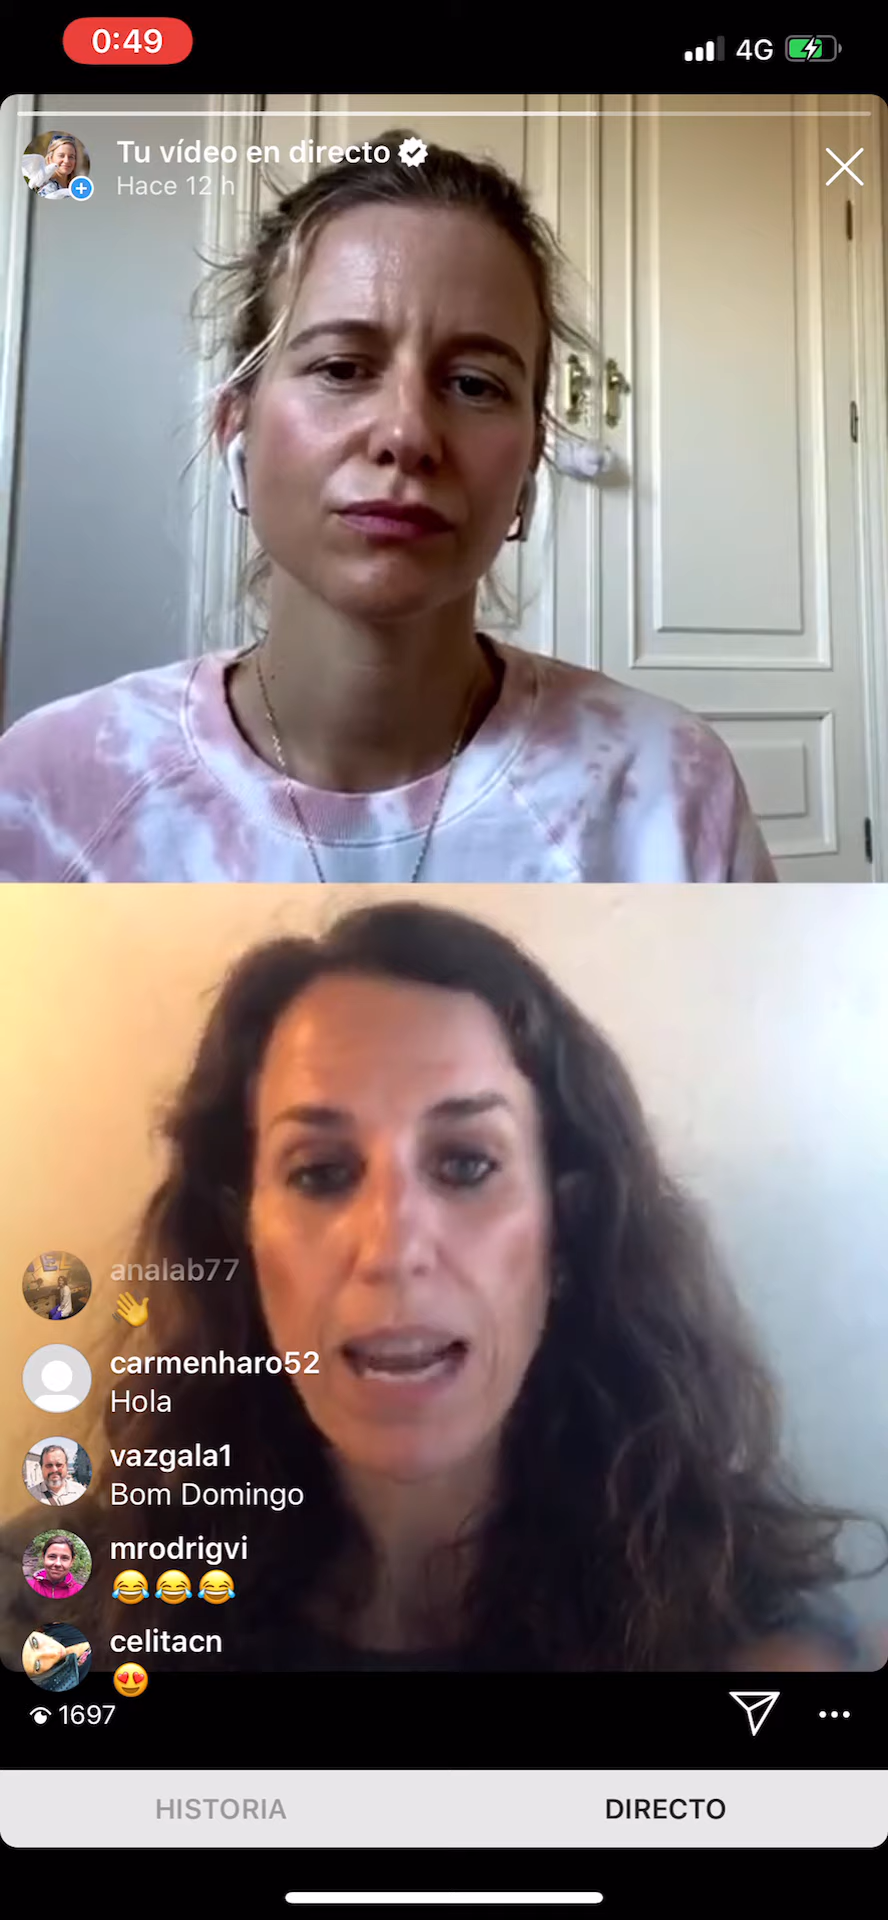 0:49
4G
Tu vídeo en directo
Hace 12 h
analab77
👋
carmenharo52
Hola
vazgala1
Bom Domingo
mrodrigvi
😂😂😂
celitacn
😍
1697
HISTORIA
DIRECTO